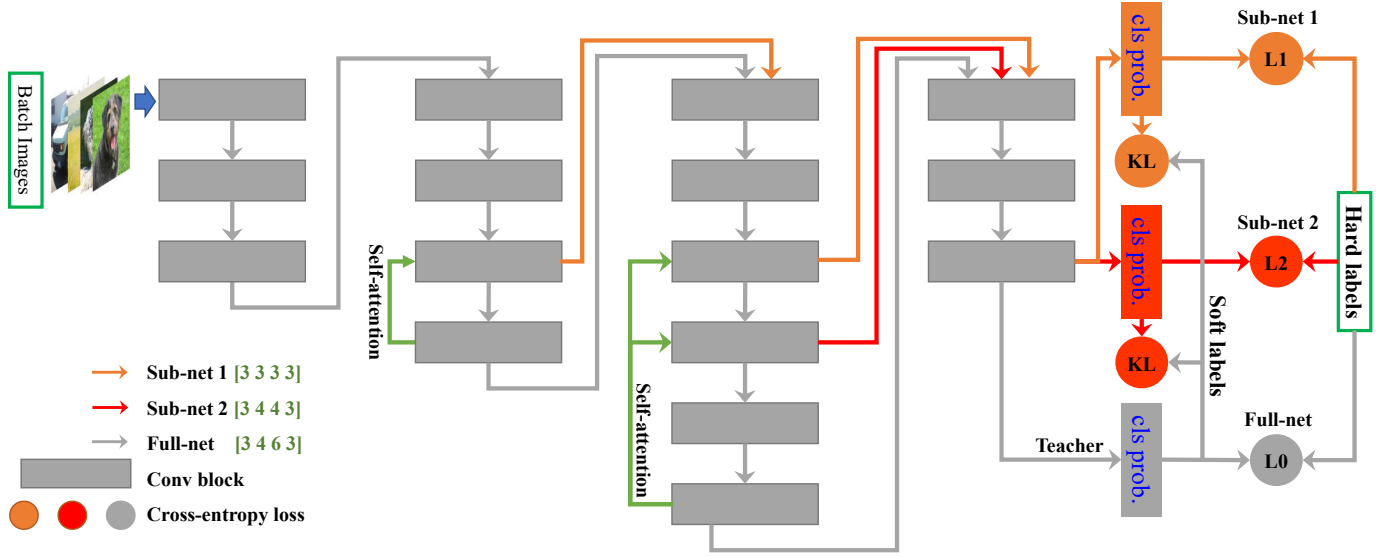 Batch Images
Self-attention
Self-attention
Sub-net 1 [3 3 3 3]
Sub-net 2 [3 4 4 3]
Full-net [3 4 6 3]
Conv block
Cross-entropy loss
cls prob.
KL
Sub-net 1
L1
cls prob.
KL
Sub-net 2
L2
Hard labels
Soft labels
Teacher
cls prob.
Full-net
L0